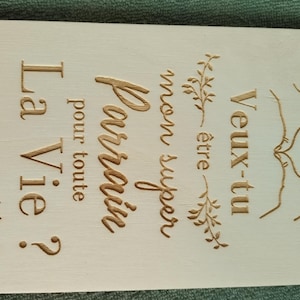 Veux-tu
être
mon super
Parrain
pour toute
La Vie ?